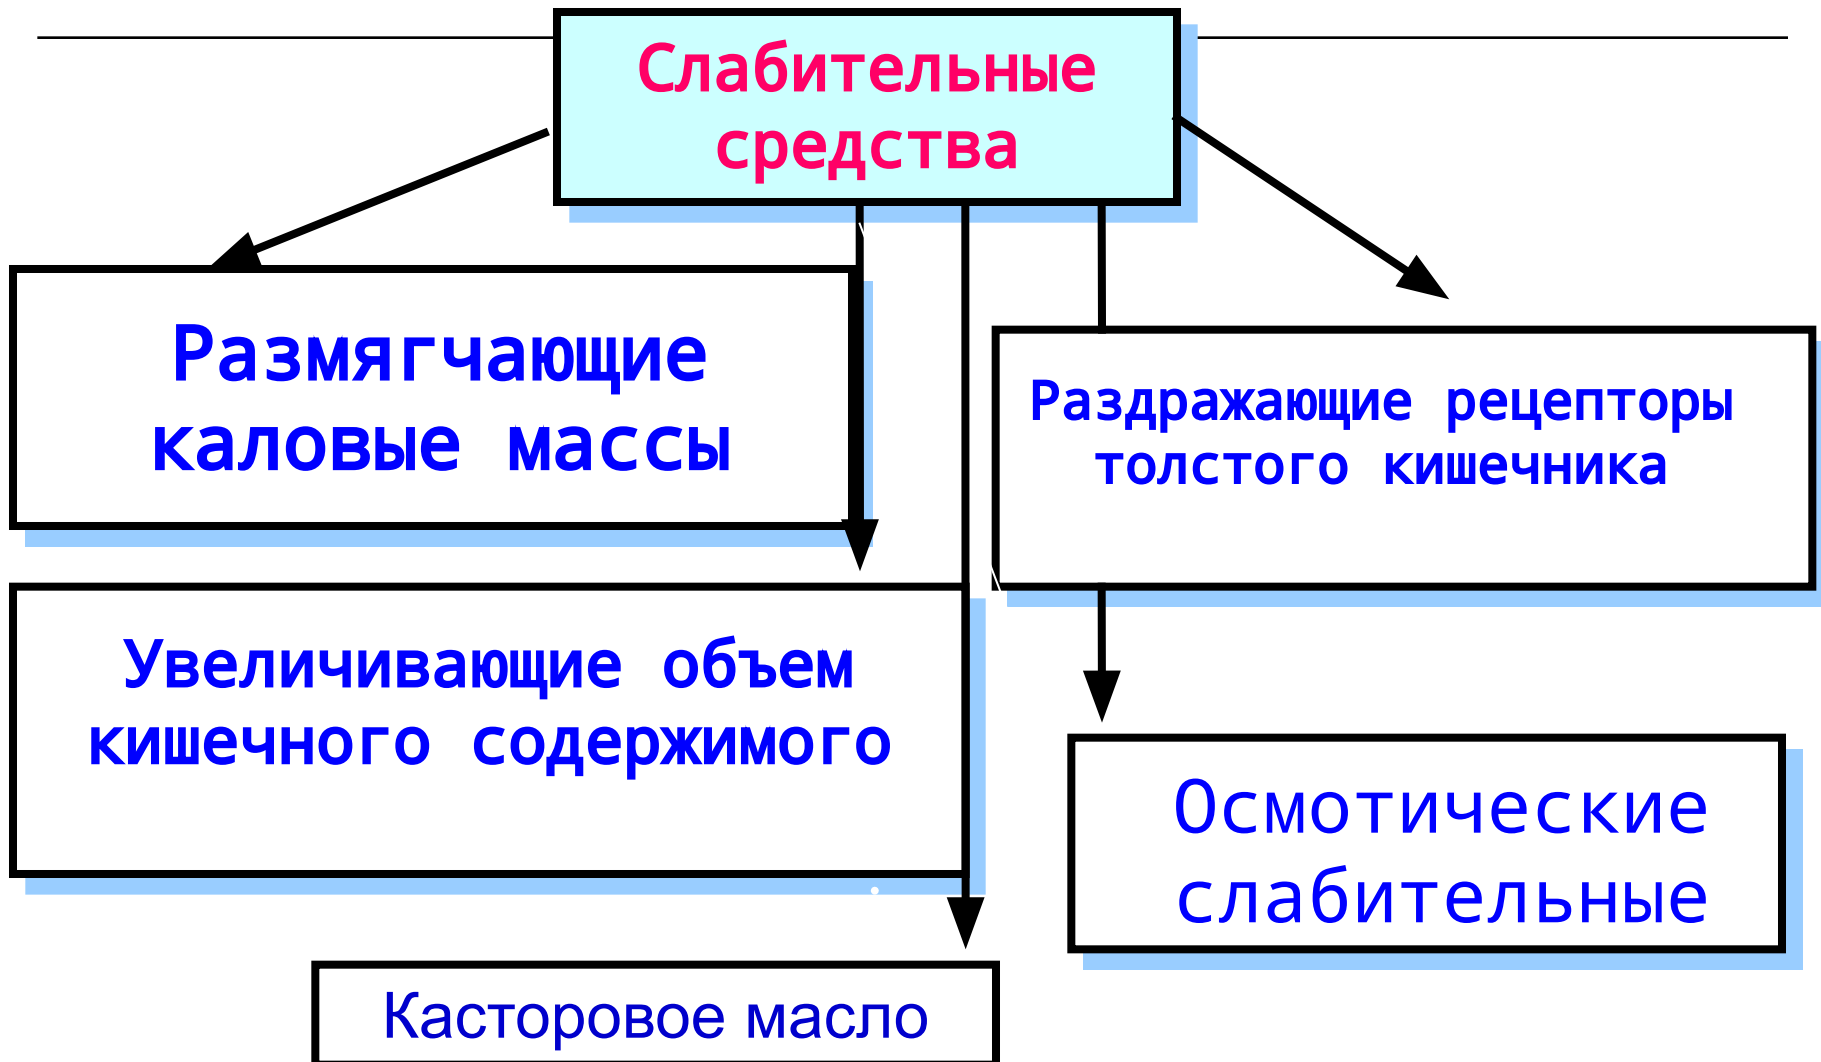 Слабительные
средства
Размягчающие
каловые массы
Раздражающие рецепторы
толстого кишечника
Увеличивающие объем
кишечного содержимого
Осмотические
слабительные
Касторовое масло